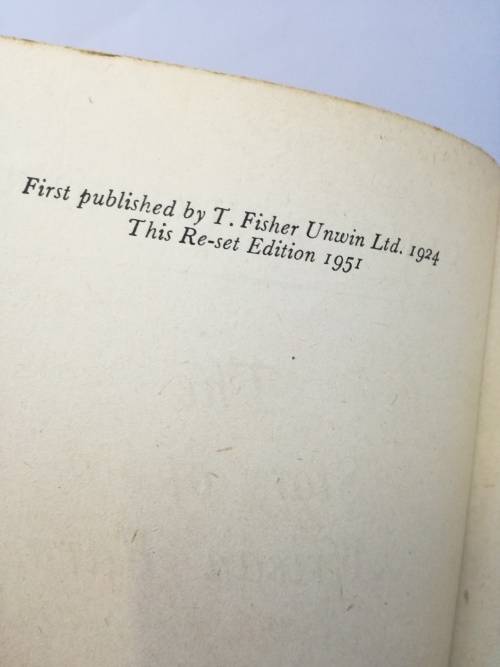 First published by T. Fisher Unwin Ltd. 1924
This Re-set Edition 1951